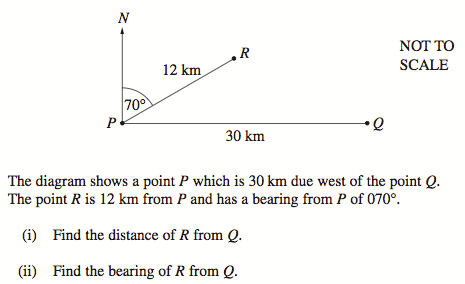 N
R
NOT TO
12 km
SCALE
70°
P
Q
30 km
The diagram shows a point P which is 30 km due west of the point Q.
The point R is 12 km from P and has a bearing from P of 070°.
(i) Find the distance of R from Q.
(ii) Find the bearing of R from Q.